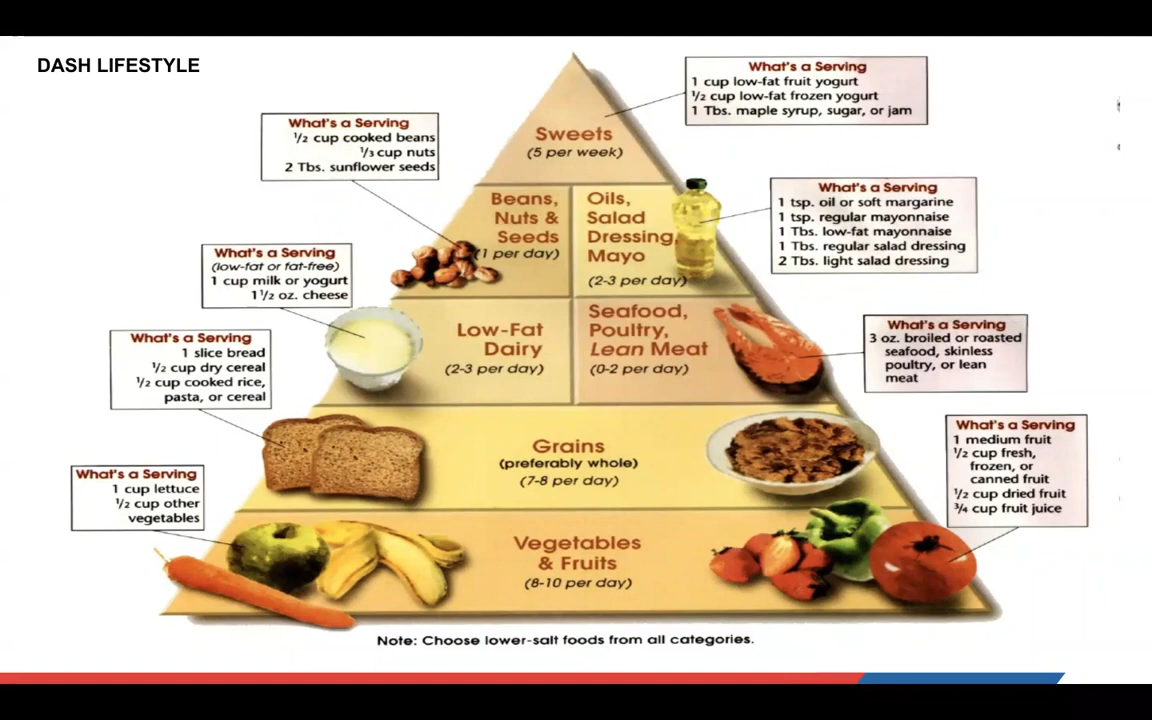 DASH LIFESTYLE
What's a Serving
1 cup low-fat fruit yogurt
½ cup low-fat frozen yogurt
1 Tbs. maple syrup, sugar, or jam
Sweets
(5 per week)
What's a Serving
½ cup cooked beans
⅓ cup nuts
2 Tbs. sunflower seeds
Beans,
Nuts &
Seeds
(1 per day)
Oils,
Salad
Dressing,
Mayo
(2-3 per day)
What's a Serving
1 tsp. oil or soft margarine
1 tsp. regular mayonnaise
1 Tbs. low-fat mayonnaise
1 Tbs. regular salad dressing
2 Tbs. light salad dressing
What's a Serving
(low-fat or fat-free)
1 cup milk or yogurt
1½ oz. cheese
Low-Fat
Dairy
(2-3 per day)
Seafood,
Poultry,
Lean Meat
(0-2 per day)
What's a Serving
3 oz. broiled or roasted
seafood, skinless
poultry, or lean
meat
What's a Serving
1 slice bread
½ cup dry cereal
½ cup cooked rice,
pasta, or cereal
Grains
(preferably whole)
(7-8 per day)
What's a Serving
1 medium fruit
½ cup fresh,
frozen, or
canned fruit
½ cup dried fruit
¾ cup fruit juice
What's a Serving
1 cup lettuce
½ cup other
vegetables
Vegetables
& Fruits
(8-10 per day)
Note: Choose lower-salt foods from all categories.